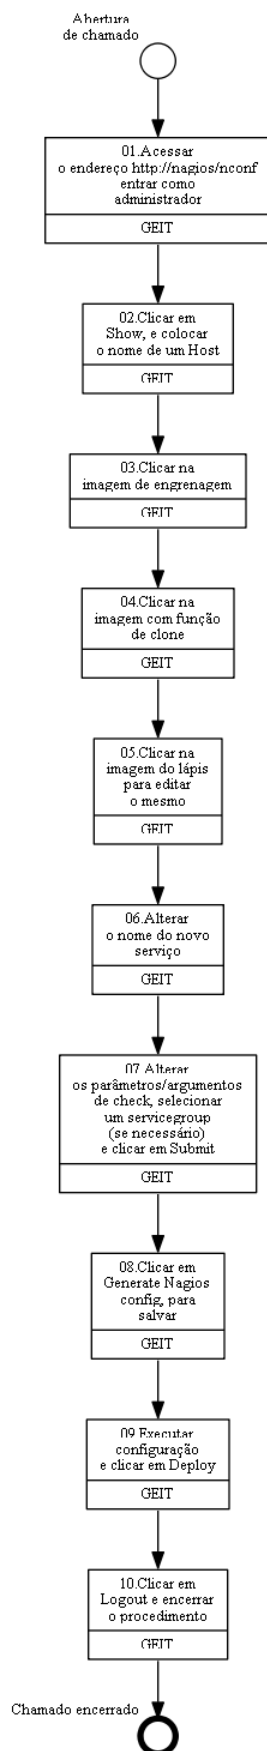 Abertura
de chamado
01.Acessar
o endereço http://nagios/nconf
entrar como
administrador
GEIT
02.Clicar em
Show, e colocar
o nome de um Host
GEIT
03.Clicar na
imagem de engrenagem
GEIT
04.Clicar na
imagem com função
de clone
GEIT
05.Clicar na
imagem do lápis
para editar
o mesmo
GEIT
06.Alterar
o nome do novo
serviço
GEIT
07.Alterar
os parâmetros/argumentos
de check, selecionar
um servicegroup
(se necessário)
e clicar em Submit
GEIT
08.Clicar em
Generate Nagios
config, para
salvar
GEIT
09.Executar
configuração
e clicar em Deploy
GEIT
10.Clicar em
Logout e encerrar
o procedimento
GEIT
Chamado encerrado